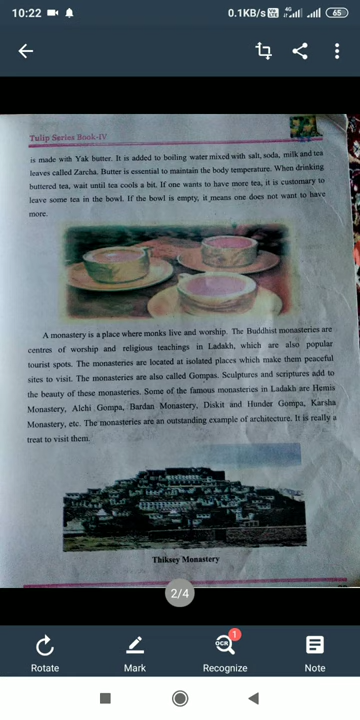 10:22
0.1KB/s
4G
65
Tulip Series Book-IV
is made with Yak butter. It is added to boiling water mixed with salt, soda, milk and tea
leaves called Zarcha. Butter is essential to maintain the body temperature. When drinking
buttered tea, wait until tea cools a bit. If one wants to have more tea, it is customary to
leave some tea in the bowl. If the bowl is empty, it means one does not want to have
more.
A monastery is a place where monks live and worship. The Buddhist monasteries are
centres of worship and religious teachings in Ladakh, which are also popular
tourist spots. The monasteries are located at isolated places which make them peaceful
sites to visit. The monasteries are also called Gompas. Sculptures and scriptures add to
the beauty of these monasteries. Some of the famous monasteries in Ladakh are Hemis
Monastery, Alchi Gompa, Bardan Monastery, Diskit and Hunder Gompa, Karsha
Monastery, etc. The monasteries are an outstanding example of architecture. It is really a
treat to visit them.
Thiksey Monastery
2/4
OCR
1
Rotate
Mark
Recognize
Note